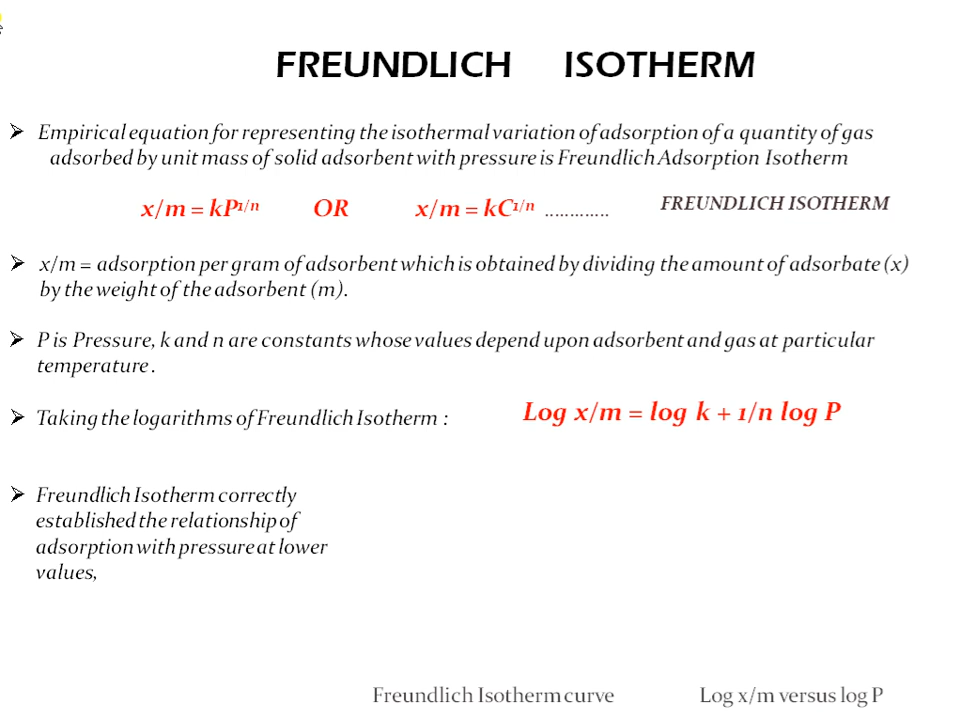 FREUNDLICH ISOTHERM
➢ Empirical equation for representing the isothermal variation of adsorption of a quantity of gas
adsorbed by unit mass of solid adsorbent with pressure is Freundlich Adsorption Isotherm
x/m = kP^1/n OR x/m = kC^1/n ............. FREUNDLICH ISOTHERM
➢ x/m = adsorption per gram of adsorbent which is obtained by dividing the amount of adsorbate (x)
by the weight of the adsorbent (m).
➢ P is Pressure, k and n are constants whose values depend upon adsorbent and gas at particular
temperature .
➢ Taking the logarithms of Freundlich Isotherm : Log x/m = log k + 1/n log P
➢ Freundlich Isotherm correctly
established the relationship of
adsorption with pressure at lower
values,
Freundlich Isotherm curve Log x/m versus log P